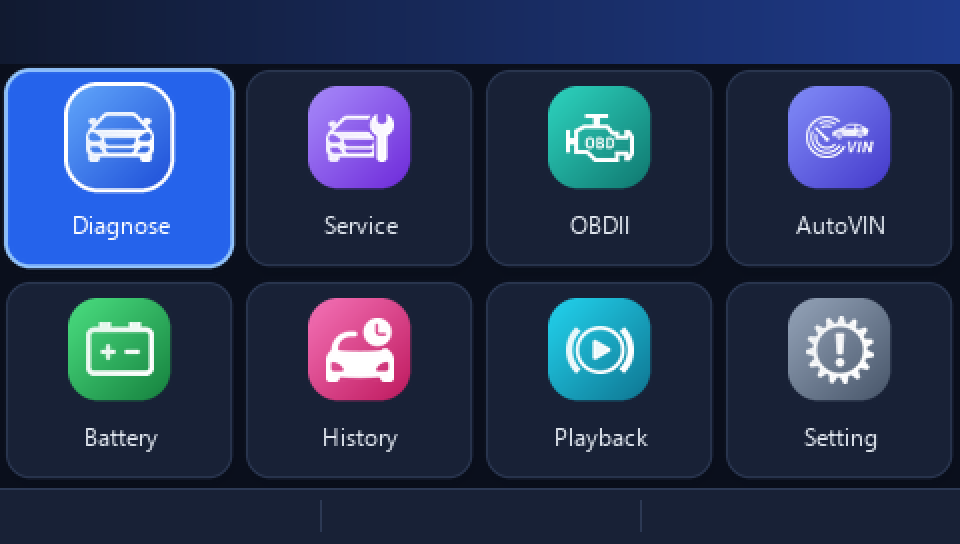 Diagnose
Service
OBD
OBDII
VIN
AutoVIN
Battery
History
Playback
Setting